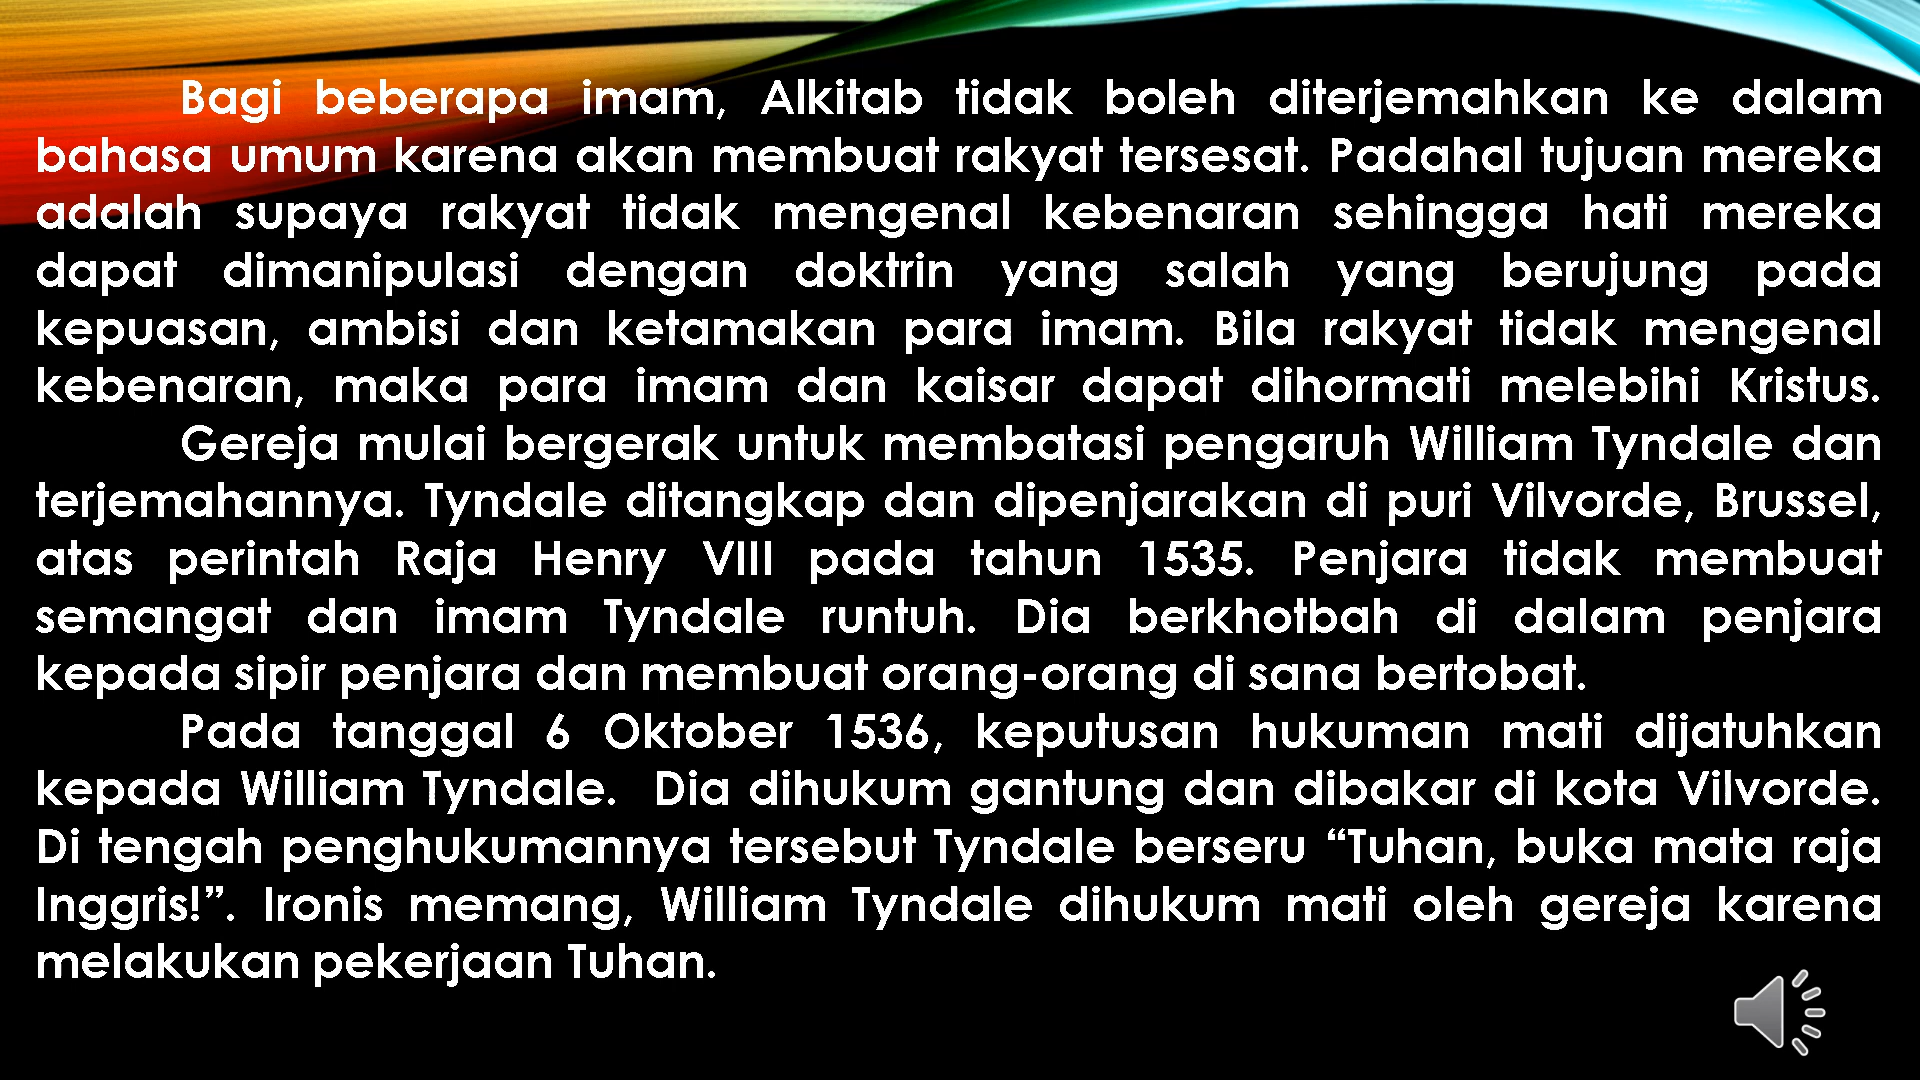 Bagi beberapa imam, Alkitab tidak boleh diterjemahkan ke dalam
bahasa umum karena akan membuat rakyat tersesat. Padahal tujuan mereka
adalah supaya rakyat tidak mengenal kebenaran sehingga hati mereka
dapat dimanipulasi dengan doktrin yang salah yang berujung pada
kepuasan, ambisi dan ketamakan para imam. Bila rakyat tidak mengenal
kebenaran, maka para imam dan kaisar dapat dihormati melebihi Kristus.
Gereja mulai bergerak untuk membatasi pengaruh William Tyndale dan
terjemahannya. Tyndale ditangkap dan dipenjarakan di puri Vilvorde, Brussel,
atas perintah Raja Henry VIII pada tahun 1535. Penjara tidak membuat
semangat dan imam Tyndale runtuh. Dia berkhotbah di dalam penjara
kepada sipir penjara dan membuat orang-orang di sana bertobat.
Pada tanggal 6 Oktober 1536, keputusan hukuman mati dijatuhkan
kepada William Tyndale.  Dia dihukum gantung dan dibakar di kota Vilvorde.
Di tengah penghukumannya tersebut Tyndale berseru “Tuhan, buka mata raja
Inggris!”. Ironis memang, William Tyndale dihukum mati oleh gereja karena
melakukan pekerjaan Tuhan.